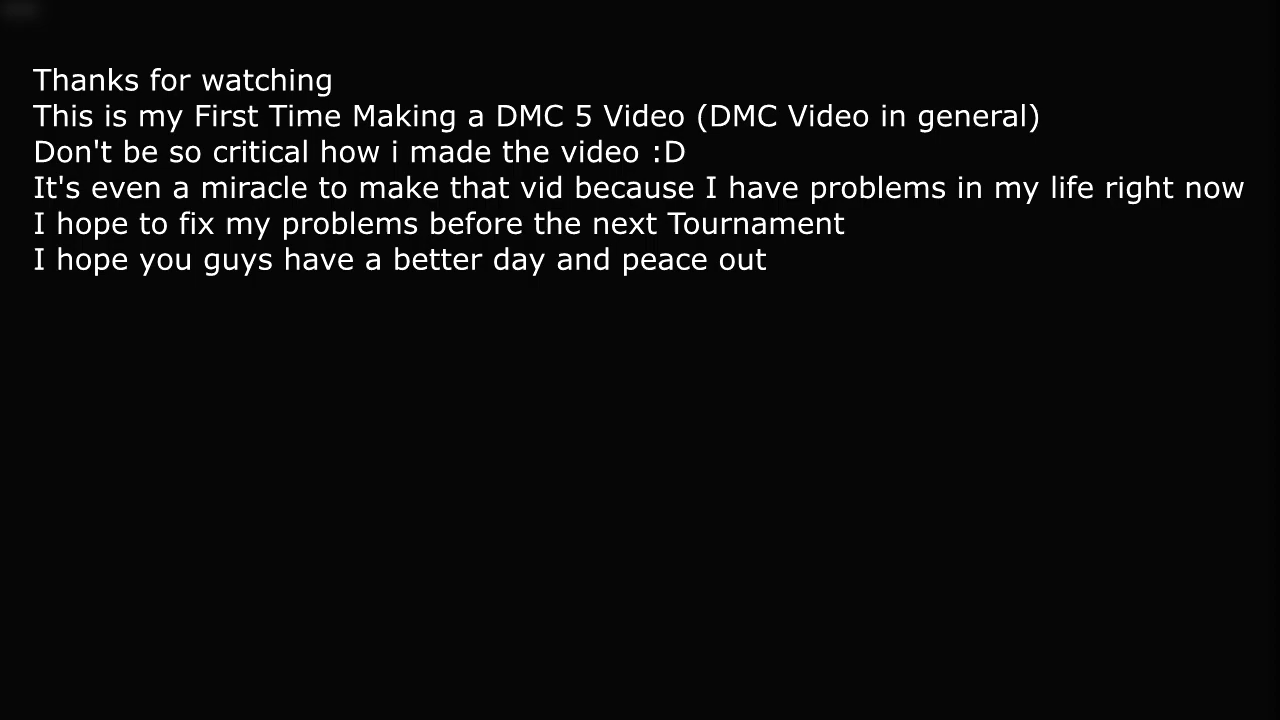 Thanks for watching
This is my First Time Making a DMC 5 Video (DMC Video in general)
Don't be so critical how i made the video :D
It's even a miracle to make that vid because I have problems in my life right now
I hope to fix my problems before the next Tournament
I hope you guys have a better day and peace out